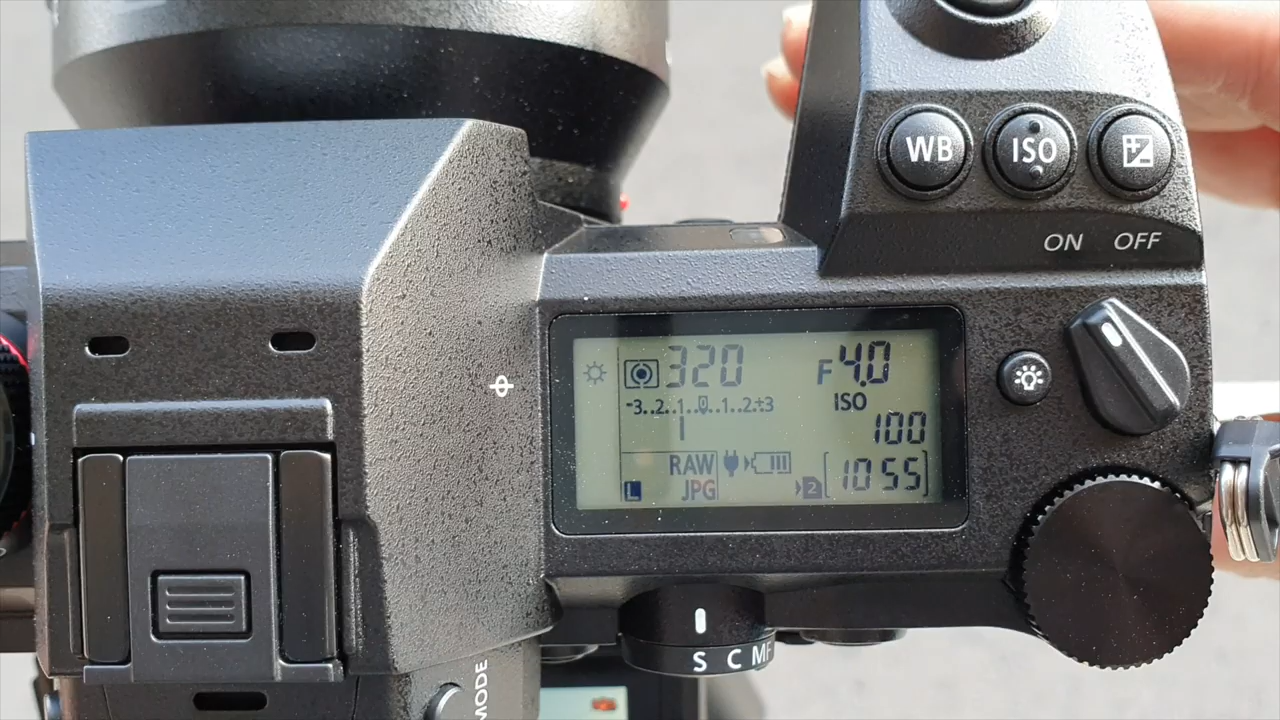 WB ISO
ON OFF
320 F4.0
-3..2..1..0..1..2..+3 ISO
100
RAW
L JPG 2 [1055]
S C MF
MODE